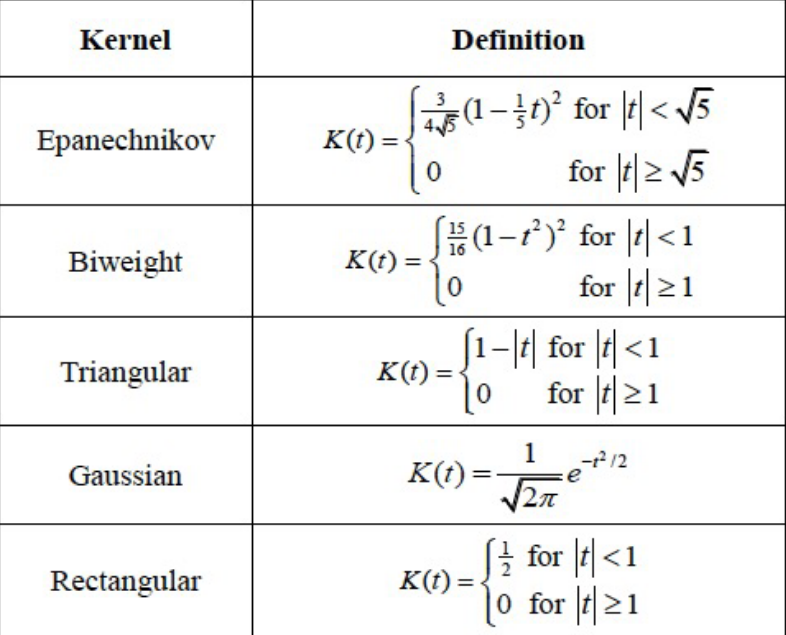 Kernel Definition
Epanechnikov K(t) = { 3/(4√5) (1 − 1/5 t)² for |t| < √5
0 for |t| ≥ √5
Biweight K(t) = { 15/16 (1 − t²)² for |t| < 1
0 for |t| ≥ 1
Triangular K(t) = { 1 − |t| for |t| < 1
0 for |t| ≥ 1
Gaussian K(t) = 1/√(2π) e^(−t²/2)
Rectangular K(t) = { 1/2 for |t| < 1
0 for |t| ≥ 1